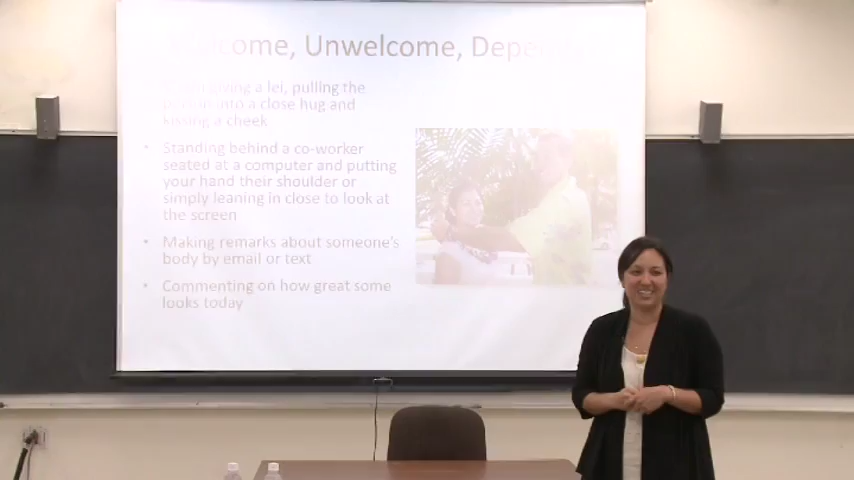 Welcome, Unwelcome, Depends
giving a lei, pulling the
person into a close hug and
kissing a cheek
• Standing behind a co-worker
seated at a computer and putting
your hand their shoulder or
simply leaning in close to look at
the screen
• Making remarks about someone's
body by email or text
• Commenting on how great some
looks today